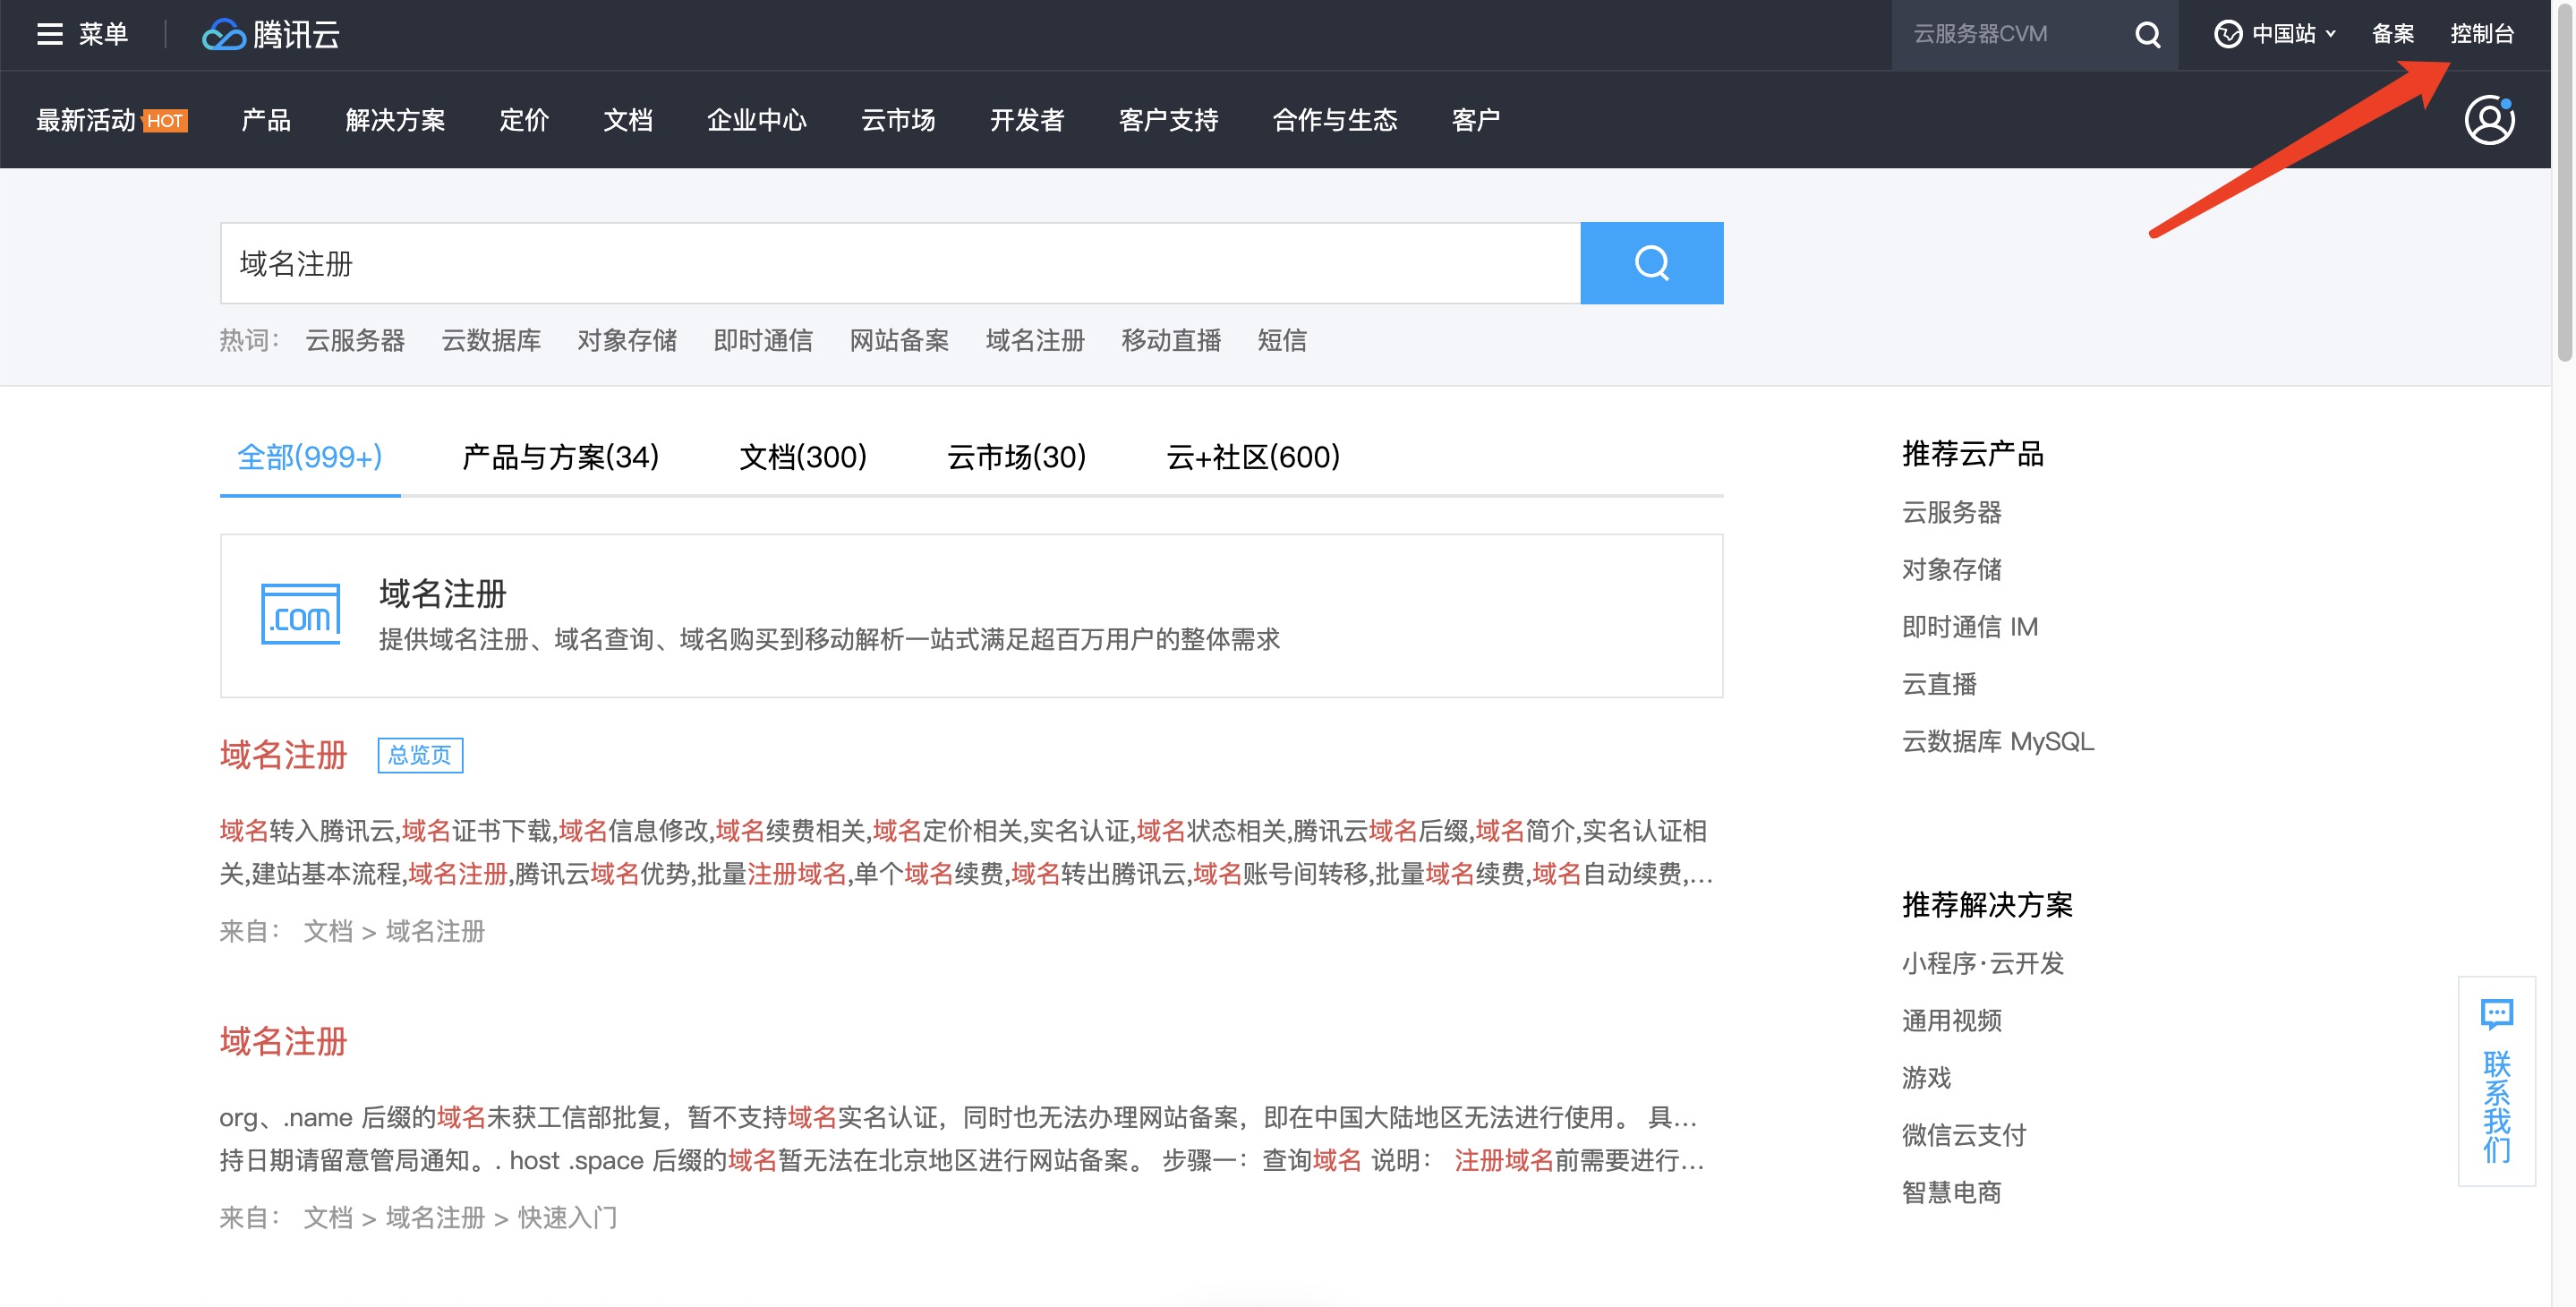 菜单
腾讯云
云服务器CVM
中国站
备案
控制台
最新活动 HOT
产品
解决方案
定价
文档
企业中心
云市场
开发者
客户支持
合作与生态
客户
域名注册
热词： 云服务器 云数据库 对象存储 即时通信 网站备案 域名注册 移动直播 短信
全部(999+)
产品与方案(34)
文档(300)
云市场(30)
云+社区(600)
.com
域名注册
提供域名注册、域名查询、域名购买到移动解析一站式满足超百万用户的整体需求
域名注册 总览页
域名转入腾讯云,域名证书下载,域名信息修改,域名续费相关,域名定价相关,实名认证,域名状态相关,腾讯云域名后缀,域名简介,实名认证相
关,建站基本流程,域名注册,腾讯云域名优势,批量注册域名,单个域名续费,域名转出腾讯云,域名账号间转移,批量域名续费,域名自动续费,...
来自： 文档 > 域名注册
域名注册
org、.name 后缀的域名未获工信部批复，暂不支持域名实名认证，同时也无法办理网站备案，即在中国大陆地区无法进行使用。 具...
持日期请留意管局通知。. host .space 后缀的域名暂无法在北京地区进行网站备案。 步骤一：查询域名 说明： 注册域名前需要进行...
来自： 文档 > 域名注册 > 快速入门
推荐云产品
云服务器
对象存储
即时通信 IM
云直播
云数据库 MySQL
推荐解决方案
小程序·云开发
通用视频
游戏
微信云支付
智慧电商
联系我们